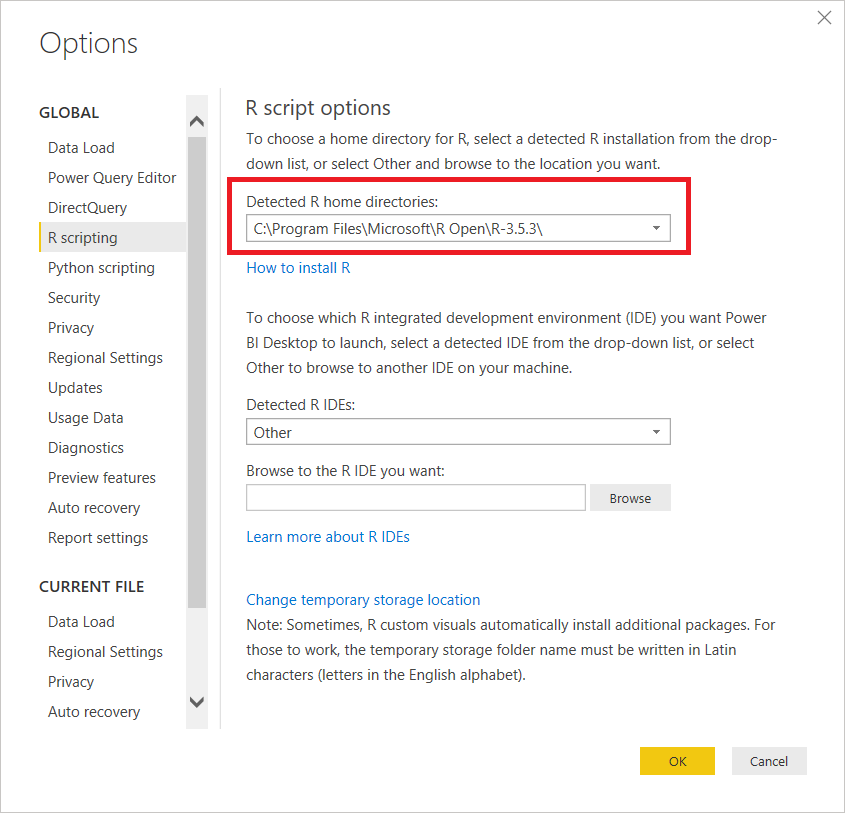 Options
GLOBAL
Data Load
Power Query Editor
DirectQuery
R scripting
Python scripting
Security
Privacy
Regional Settings
Updates
Usage Data
Diagnostics
Preview features
Auto recovery
Report settings
CURRENT FILE
Data Load
Regional Settings
Privacy
Auto recovery
R script options
To choose a home directory for R, select a detected R installation from the drop-
down list, or select Other and browse to the location you want.
Detected R home directories:
C:\Program Files\Microsoft\R Open\R-3.5.3\
How to install R
To choose which R integrated development environment (IDE) you want Power
BI Desktop to launch, select a detected IDE from the drop-down list, or select
Other to browse to another IDE on your machine.
Detected R IDEs:
Other
Browse to the R IDE you want:
Browse
Learn more about R IDEs
Change temporary storage location
Note: Sometimes, R custom visuals automatically install additional packages. For
those to work, the temporary storage folder name must be written in Latin
characters (letters in the English alphabet).
OK
Cancel